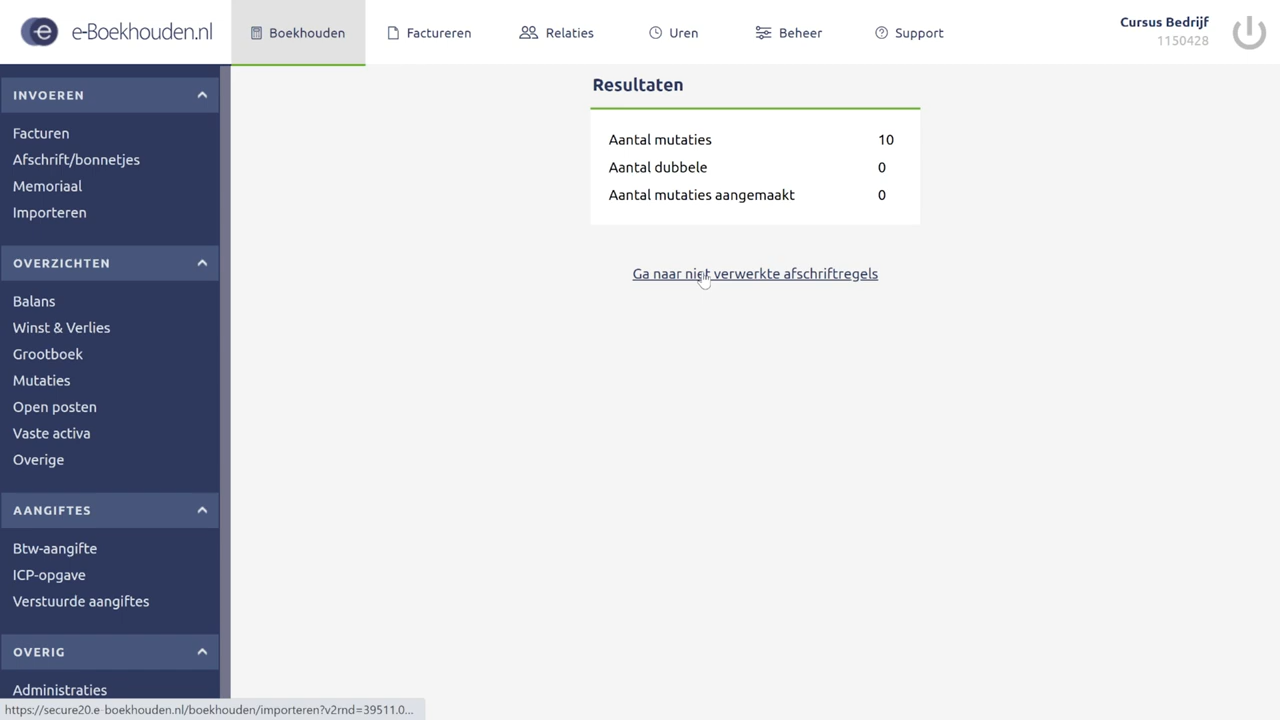 e-Boekhouden.nl
Boekhouden
Factureren
Relaties
Uren
Beheer
Support
Cursus Bedrijf
1150428
INVOEREN
Facturen
Afschrift/bonnetjes
Memoriaal
Importeren
OVERZICHTEN
Balans
Winst & Verlies
Grootboek
Mutaties
Open posten
Vaste activa
Overige
AANGIFTES
Btw-aangifte
ICP-opgave
Verstuurde aangiftes
OVERIG
Administraties
Resultaten
Aantal mutaties 10
Aantal dubbele 0
Aantal mutaties aangemaakt 0
Ga naar niet verwerkte afschriftregels
https://secure20.e-boekhouden.nl/boekhouden/importeren?v2rnd=39511.0...